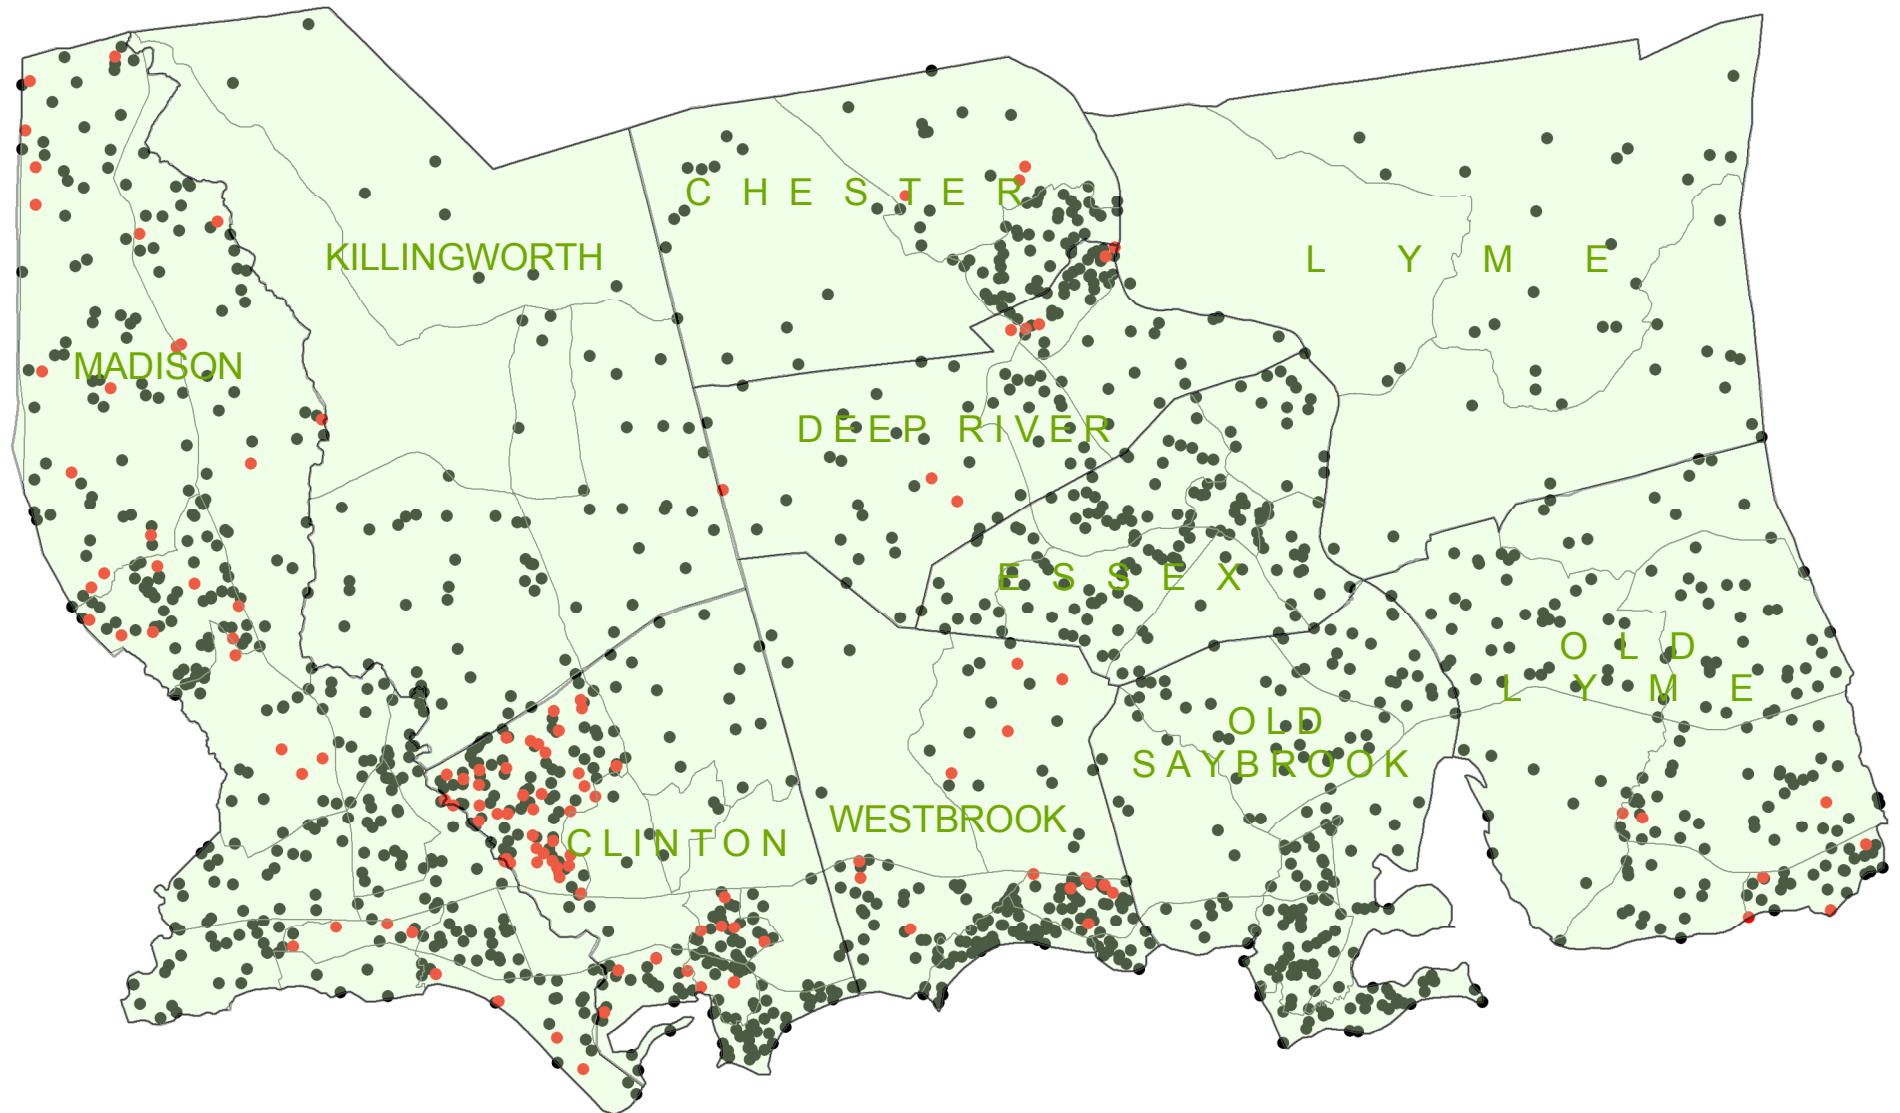 CHESTER
KILLINGWORTH
LYME
MADISON
DEEP RIVER
ESSEX
OLD
LYME
OLD
SAYBROOK
WESTBROOK
CLINTON